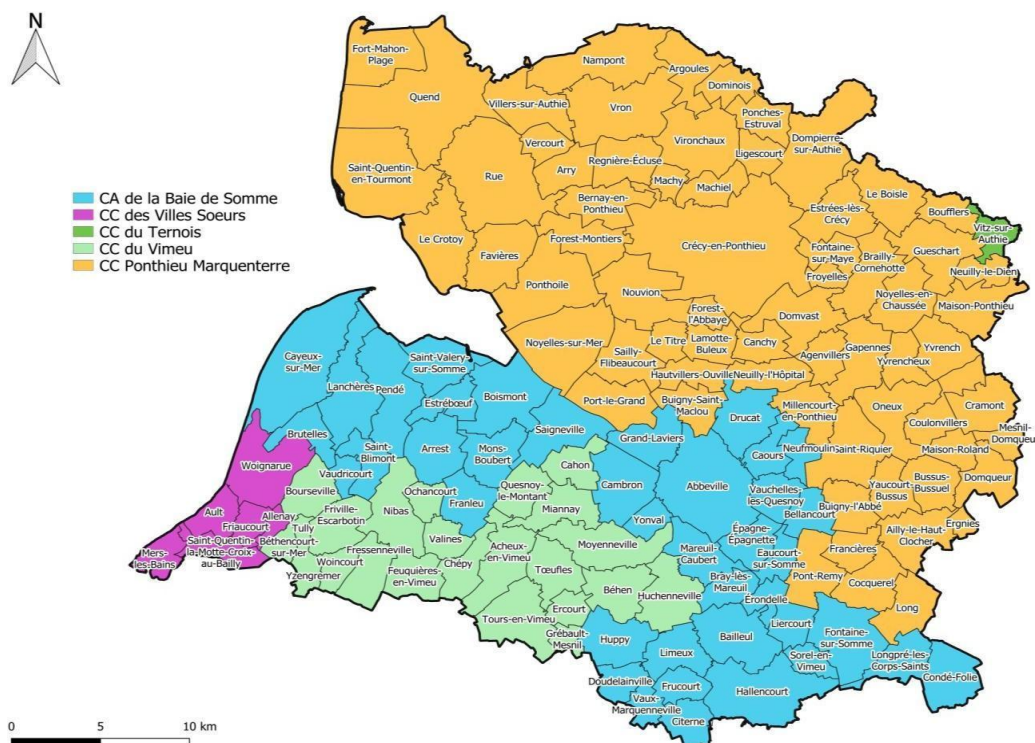 N
Fort-Mahon-
Plage
Nampont
Argoules
Dominois
Quend
Villers-sur-Authie
Vron
Ponches-
Estruval
Dompierre-
sur-Authie
Vercourt
Vironchaux
Ligescourt
Saint-Quentin-
en-Tourmont
Rue
Arry
Regnière-Écluse
Machy
Machiel
Le Boisle
Bernay-en-
Ponthieu
Estrées-lès-
Crécy
Boufflers
Vitz-sur-
Authie
CA de la Baie de Somme
CC des Villes Soeurs
CC du Ternois
CC du Vimeu
CC Ponthieu Marquenterre
Le Crotoy
Forest-Montiers
Crécy-en-Ponthieu
Fontaine-
sur-Maye
Brailly-
Cornehotte
Gueschart
Favières
Froyelles
Neuilly-le-Dien
Ponthoile
Nouvion
Noyelles-en-
Chaussée
Maison-Ponthieu
Forest-
l'Abbaye
Domvast
Noyelles-sur-Mer
Le Titre
Lamotte-
Buleux
Canchy
Agenvillers
Gapennes
Yvrench
Yvrencheux
Sailly-
Flibeaucourt
Cayeux-
sur-Mer
Saint-Valery-
sur-Somme
Lanchères
Pendé
Hautvillers-Ouville
Neuilly-l'Hôpital
Estrébœuf
Boismont
Port-le-Grand
Buigny-Saint-
Maclou
Millencourt-
en-Ponthieu
Oneux
Cramont
Drucat
Coulonvillers
Mesnil-
Domqueur
Saigneville
Grand-Laviers
Brutelles
Saint-
Blimont
Arrest
Mons-
Boubert
Neufmoulin
Saint-Riquier
Maison-Roland
Caours
Woignarue
Vaudricourt
Cahon
Domqueur
Bourseville
Ochancourt
Quesnoy-
le-Montant
Cambron
Abbeville
Vauchelles-
les-Quesnoy
Yaucourt-
Bussus
Bussus-
Bussuel
Ault
Allenay
Friville-
Escarbotin
Nibas
Franleu
Miannay
Bellancourt
Buigny-l'Abbé
Friaucourt
Tully
Yonval
Épagne-
Épagnette
Ailly-le-Haut-
Clocher
Ergnies
Mers-
les-Bains
Saint-Quentin-
la-Motte-Croix-
au-Bailly
Béthencourt-
sur-Mer
Valines
Acheux-
en-Vimeu
Moyenneville
Mareuil-
Caubert
Eaucourt-
sur-Somme
Francières
Fressenneville
Woincourt
Chépy
Yzengremer
Feuquières-
en-Vimeu
Tœufles
Bray-lès-
Mareuil
Pont-Remy
Cocquerel
Béhen
Huchenneville
Érondelle
Long
Ercourt
Tours-en-Vimeu
Liercourt
Grébault-
Mesnil
Huppy
Bailleul
Fontaine-
sur-Somme
Limeux
Sorel-en-
Vimeu
Longpré-les-
Corps-Saints
Condé-Folie
Doudelainville
Frucourt
Hallencourt
Vaux-
Marquenneville
Citerne
0 5 10 km